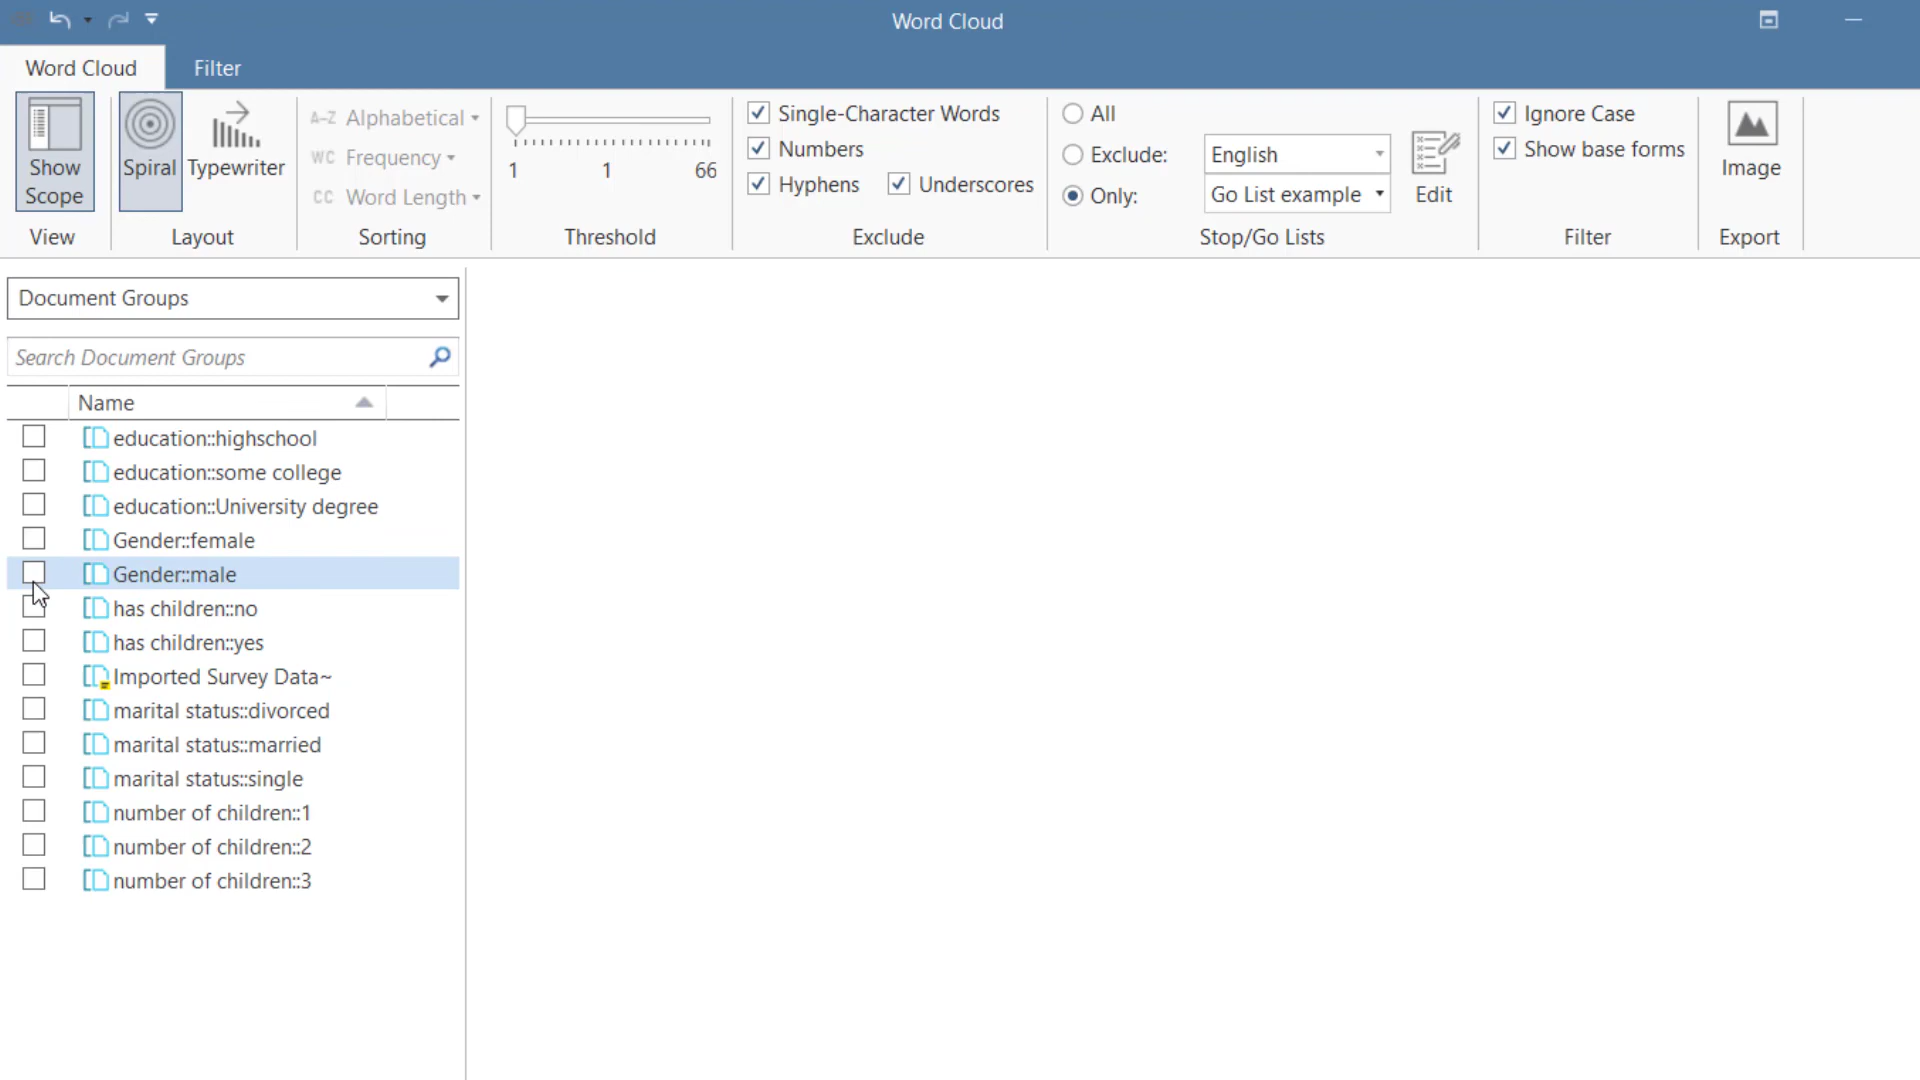 Word Cloud
Word Cloud
Filter
Show
Scope
View
Spiral
Typewriter
Layout
A-Z Alphabetical
WC Frequency
CC Word Length
Sorting
1
1
66
Threshold
Single-Character Words
Numbers
Hyphens
Underscores
Exclude
All
Exclude:
English
Only:
Go List example
Edit
Stop/Go Lists
Ignore Case
Show base forms
Filter
Image
Export
Document Groups
Search Document Groups
Name
education::highschool
education::some college
education::University degree
Gender::female
Gender::male
has children::no
has children::yes
Imported Survey Data~
marital status::divorced
marital status::married
marital status::single
number of children::1
number of children::2
number of children::3